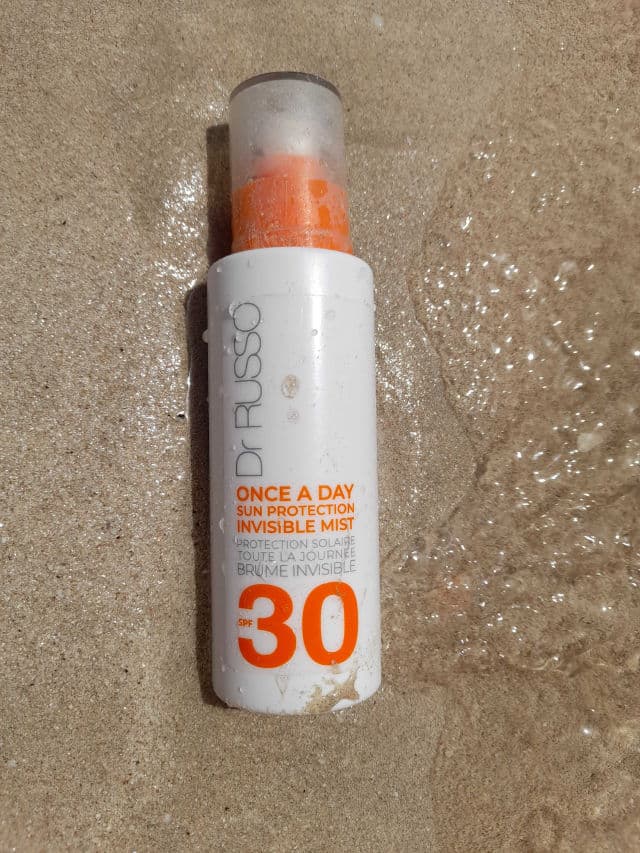 Dr RUSSO
ONCE A DAY
SUN PROTECTION
INVISIBLE MIST
PROTECTION SOLAIRE
TOUTE LA JOURNÉE
BRUME INVISIBLE
SPF 30